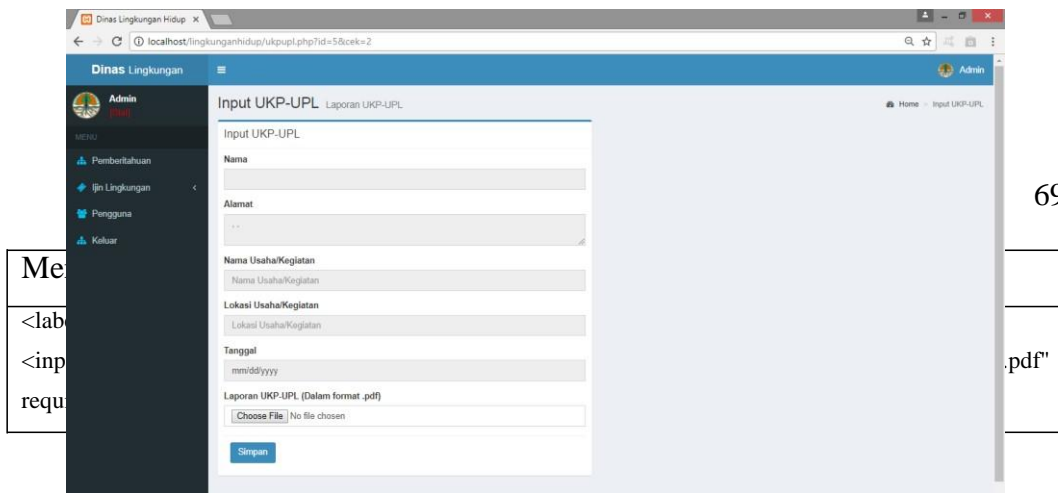 Dinas Lingkungan Hidup
localhost/lingkunganhidup/ukpupl.php?id=5&cek=2
Dinas Lingkungan
Admin
Admin
MENU
Pemberitahuan
Ijin Lingkungan
Pengguna
Keluar
Input UKP-UPL Laporan UKP-UPL
Home > Input UKP-UPL
Input UKP-UPL
Nama
Alamat
- -
Nama Usaha/Kegiatan
Nama Usaha/Kegiatan
Lokasi Usaha/Kegiatan
Lokasi Usaha/Kegiatan
Tanggal
mm/dd/yyyy
Laporan UKP-UPL (Dalam format .pdf)
Choose File No file chosen
Simpan
69
<lab
<inp .pdf"
requi